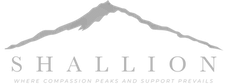 SHALLION
WHERE COMPASSION PEAKS AND SUPPORT PREVAILS